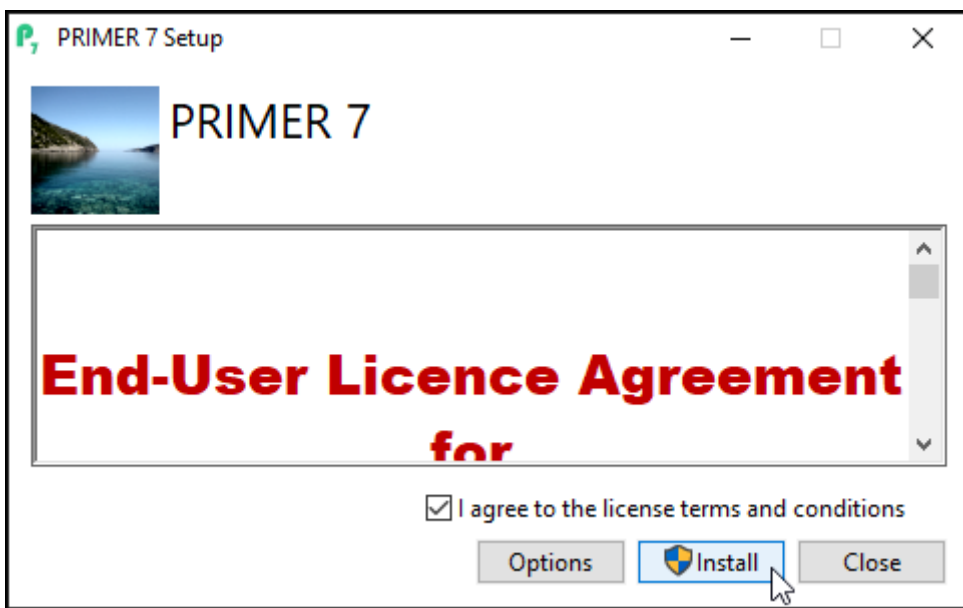 P7 PRIMER 7 Setup
PRIMER 7
End-User Licence Agreement
for
I agree to the license terms and conditions
Options Install Close